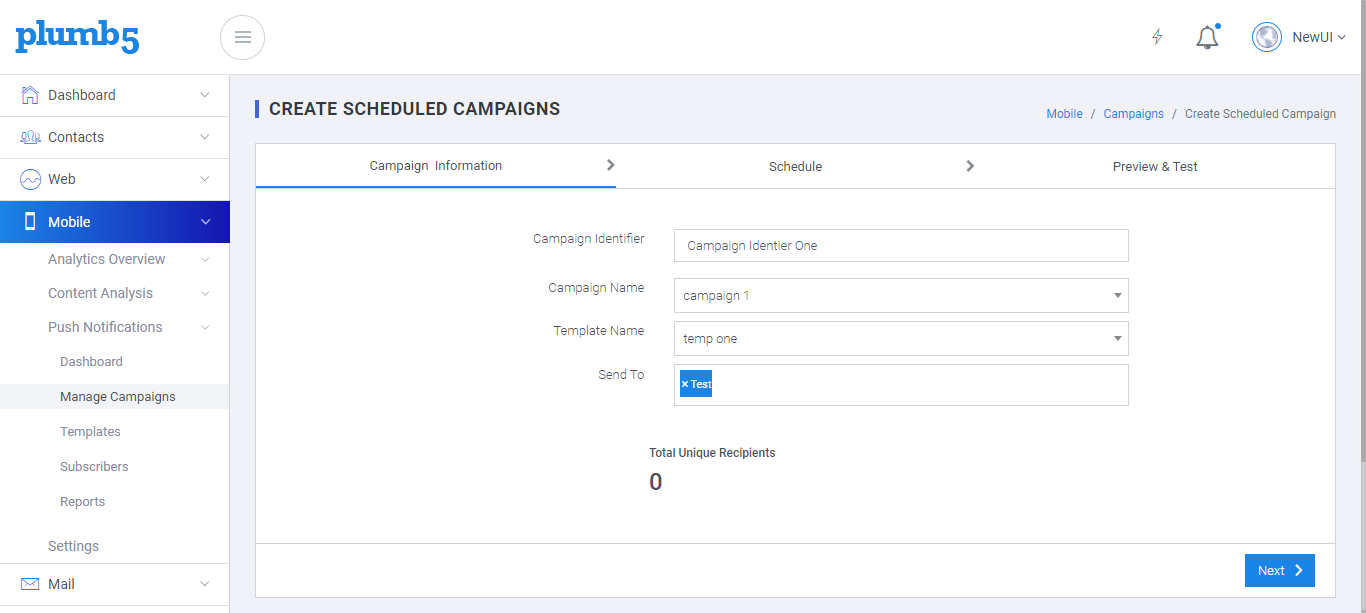 plumb5
NewUI
Dashboard
Contacts
Web
Mobile
Analytics Overview
Content Analysis
Push Notifications
Dashboard
Manage Campaigns
Templates
Subscribers
Reports
Settings
Mail
CREATE SCHEDULED CAMPAIGNS
Mobile / Campaigns / Create Scheduled Campaign
Campaign Information
Schedule
Preview & Test
Campaign Identifier
Campaign Identier One
Campaign Name
campaign 1
Template Name
temp one
Send To
× Test
Total Unique Recipients
0
Next